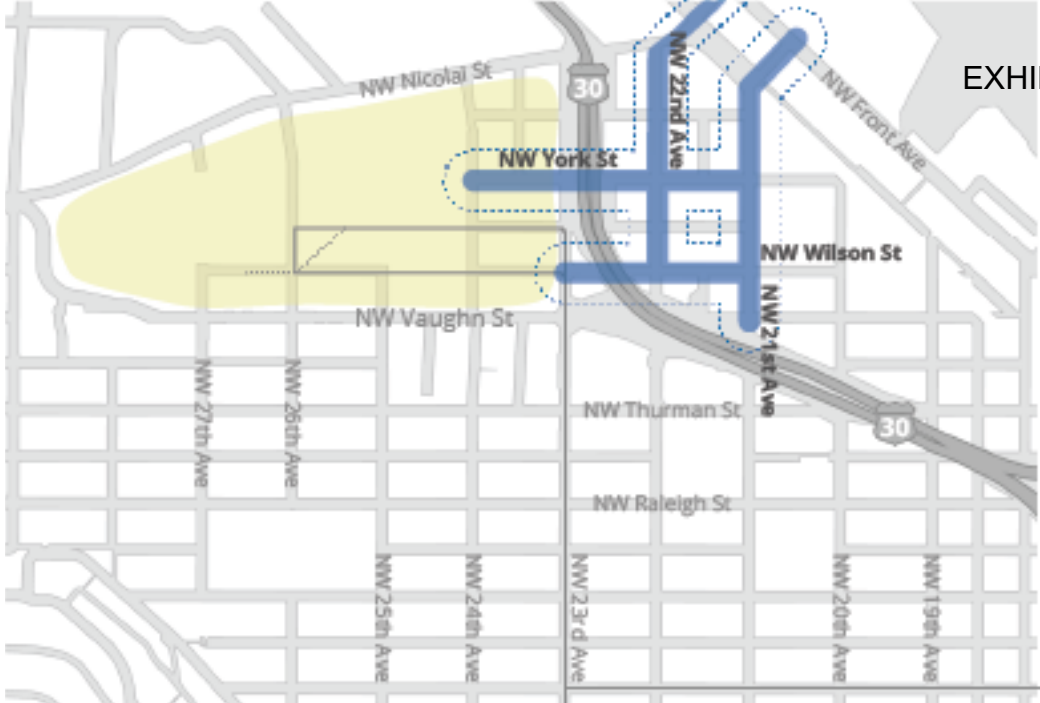 NW Nicolai St
30
NW 22nd Ave
EXHI
NW Front Ave
NW York St
NW Wilson St
NW Vaughn St
NW 21st Ave
NW 27th Ave
NW 26th Ave
NW Thurman St
30
NW Raleigh St
NW 25th Ave
NW 24th Ave
NW 23rd Ave
NW 20th Ave
NW 19th Ave